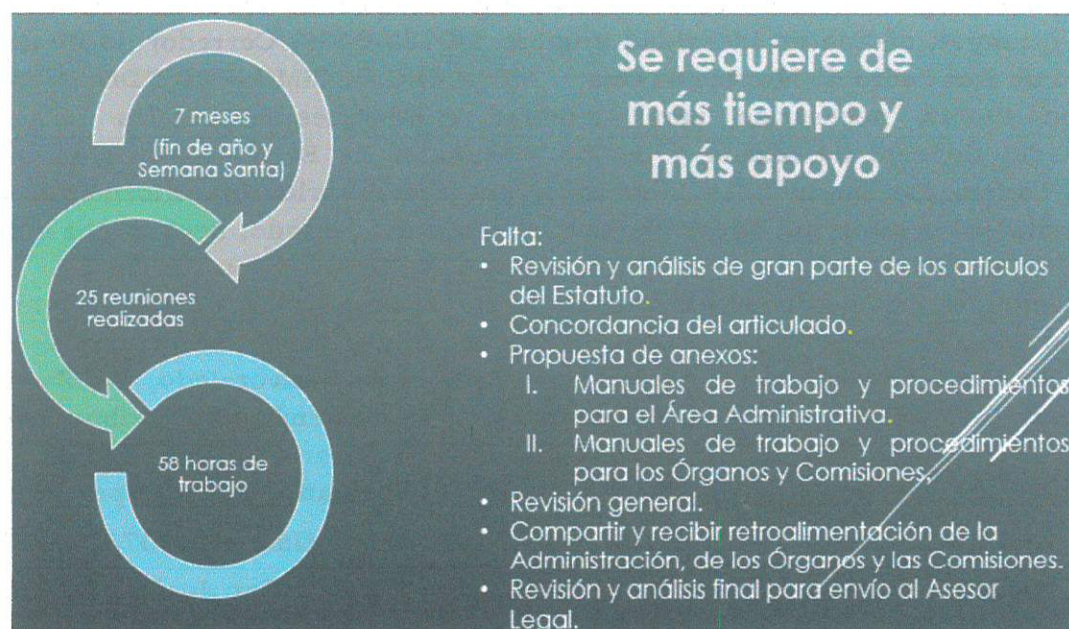 7 meses
(fin de año y
Semana Santa)
25 reuniones
realizadas
58 horas de
trabajo
Se requiere de
más tiempo y
más apoyo
Falta:
• Revisión y análisis de gran parte de los artículos
del Estatuto.
• Concordancia del articulado.
• Propuesta de anexos:
I. Manuales de trabajo y procedimientos
para el Área Administrativa.
II. Manuales de trabajo y procedimientos
para los Órganos y Comisiones.
• Revisión general.
• Compartir y recibir retroalimentación de la
Administración, de los Órganos y las Comisiones.
• Revisión y análisis final para envío al Asesor
Legal.